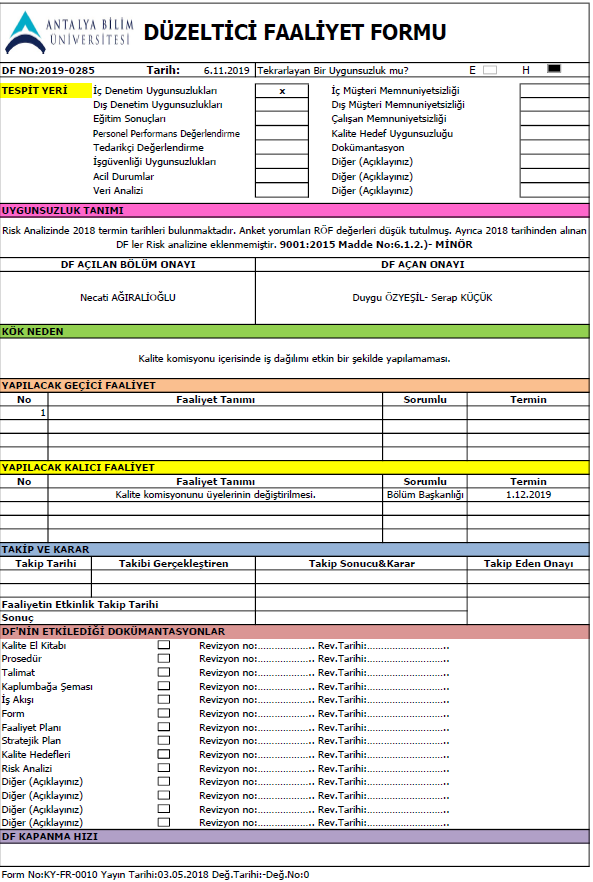 ANTALYA BİLİM
ÜNİVERSİTESİ
DÜZELTİCİ FAALİYET FORMU
DF NO:2019-0285 Tarih: 6.11.2019 Tekrarlayan Bir Uygunsuzluk mu? E H
TESPİT YERİ İç Denetim Uygunsuzlukları x İç Müşteri Memnuniyetsizliği
Dış Denetim Uygunsuzlukları Dış Müşteri Memnuniyetsizliği
Eğitim Sonuçları Çalışan Memnuniyetsizliği
Personel Performans Değerlendirme Kalite Hedef Uygunsuzluğu
Tedarikçi Değerlendirme Dokümantasyon
İşgüvenliği Uygunsuzlukları Diğer (Açıklayınız)
Acil Durumlar Diğer (Açıklayınız)
Veri Analizi Diğer (Açıklayınız)
UYGUNSUZLUK TANIMI
Risk Analizinde 2018 termin tarihleri bulunmaktadır. Anket yorumları RÖF değerleri düşük tutulmuş. Ayrıca 2018 tarihinden alınan
DF ler Risk analizine eklenmemiştir. 9001:2015 Madde No:6.1.2.)- MİNÖR
DF AÇILAN BÖLÜM ONAYI DF AÇAN ONAYI
Necati AĞIRALİOĞLU Duygu ÖZYEŞİL- Serap KÜÇÜK
KÖK NEDEN
Kalite komisyonu içerisinde iş dağılımı etkin bir şekilde yapılamaması.
YAPILACAK GEÇİCİ FAALİYET
No Faaliyet Tanımı Sorumlu Termin
1
YAPILACAK KALICI FAALİYET
No Faaliyet Tanımı Sorumlu Termin
Kalite komisyonunu üyelerinin değiştirilmesi. Bölüm Başkanlığı 1.12.2019
TAKİP VE KARAR
Takip Tarihi Takibi Gerçekleştiren Takip Sonucu&Karar Takip Eden Onayı
Faaliyetin Etkinlik Takip Tarihi
Sonuç
DF'NİN ETKİLEDİĞİ DOKÜMANTASYONLAR
Kalite El Kitabı Revizyon no:................... Rev.Tarihi:............................
Prosedür Revizyon no:................... Rev.Tarihi:............................
Talimat Revizyon no:................... Rev.Tarihi:............................
Kaplumbağa Şeması Revizyon no:................... Rev.Tarihi:............................
İş Akışı Revizyon no:................... Rev.Tarihi:............................
Form Revizyon no:................... Rev.Tarihi:............................
Faaliyet Planı Revizyon no:................... Rev.Tarihi:............................
Stratejik Plan Revizyon no:................... Rev.Tarihi:............................
Kalite Hedefleri Revizyon no:................... Rev.Tarihi:............................
Risk Analizi Revizyon no:................... Rev.Tarihi:............................
Diğer (Açıklayınız) Revizyon no:................... Rev.Tarihi:............................
Diğer (Açıklayınız) Revizyon no:................... Rev.Tarihi:............................
Diğer (Açıklayınız) Revizyon no:................... Rev.Tarihi:............................
Diğer (Açıklayınız) Revizyon no:................... Rev.Tarihi:............................
DF KAPANMA HIZI
Form No:KY-FR-0010 Yayın Tarihi:03.05.2018 Değ.Tarihi:-Değ.No:0